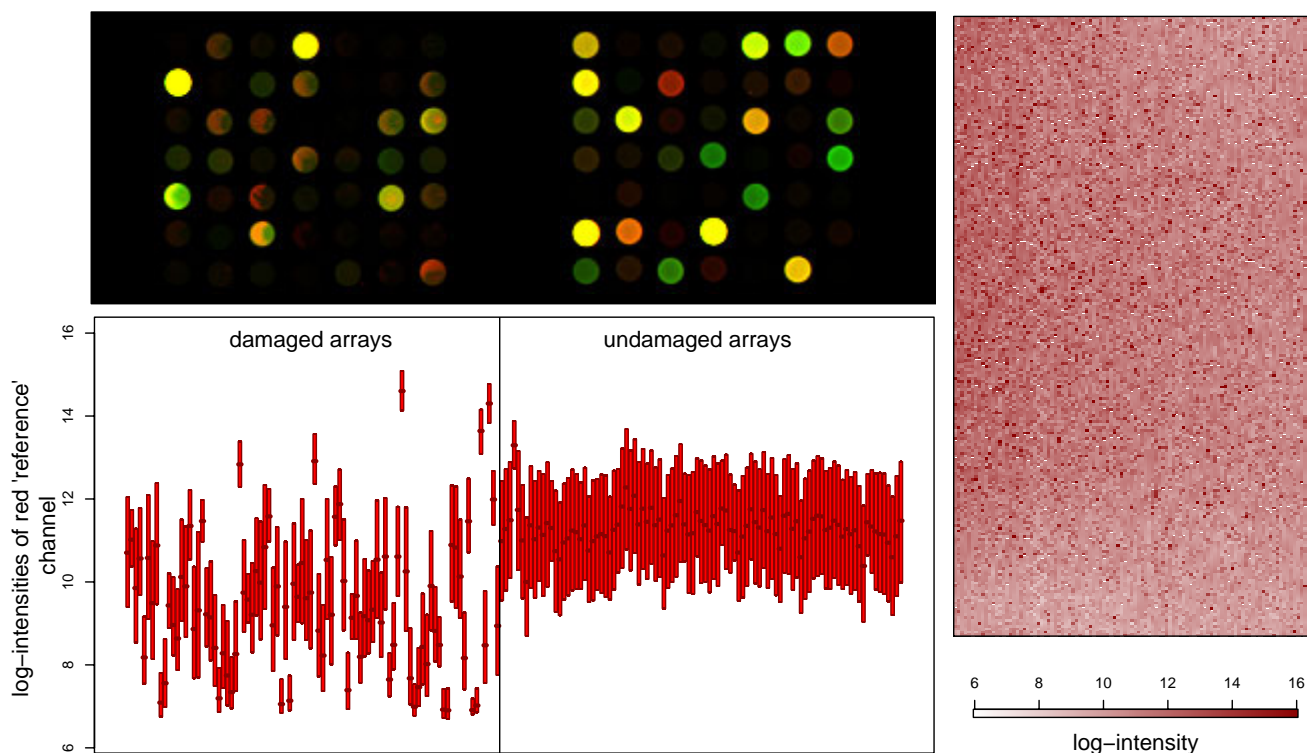 damaged arrays
undamaged arrays
log−intensities of red 'reference'
channel
16
14
12
10
8
6
6 8 10 12 14 16
log−intensity